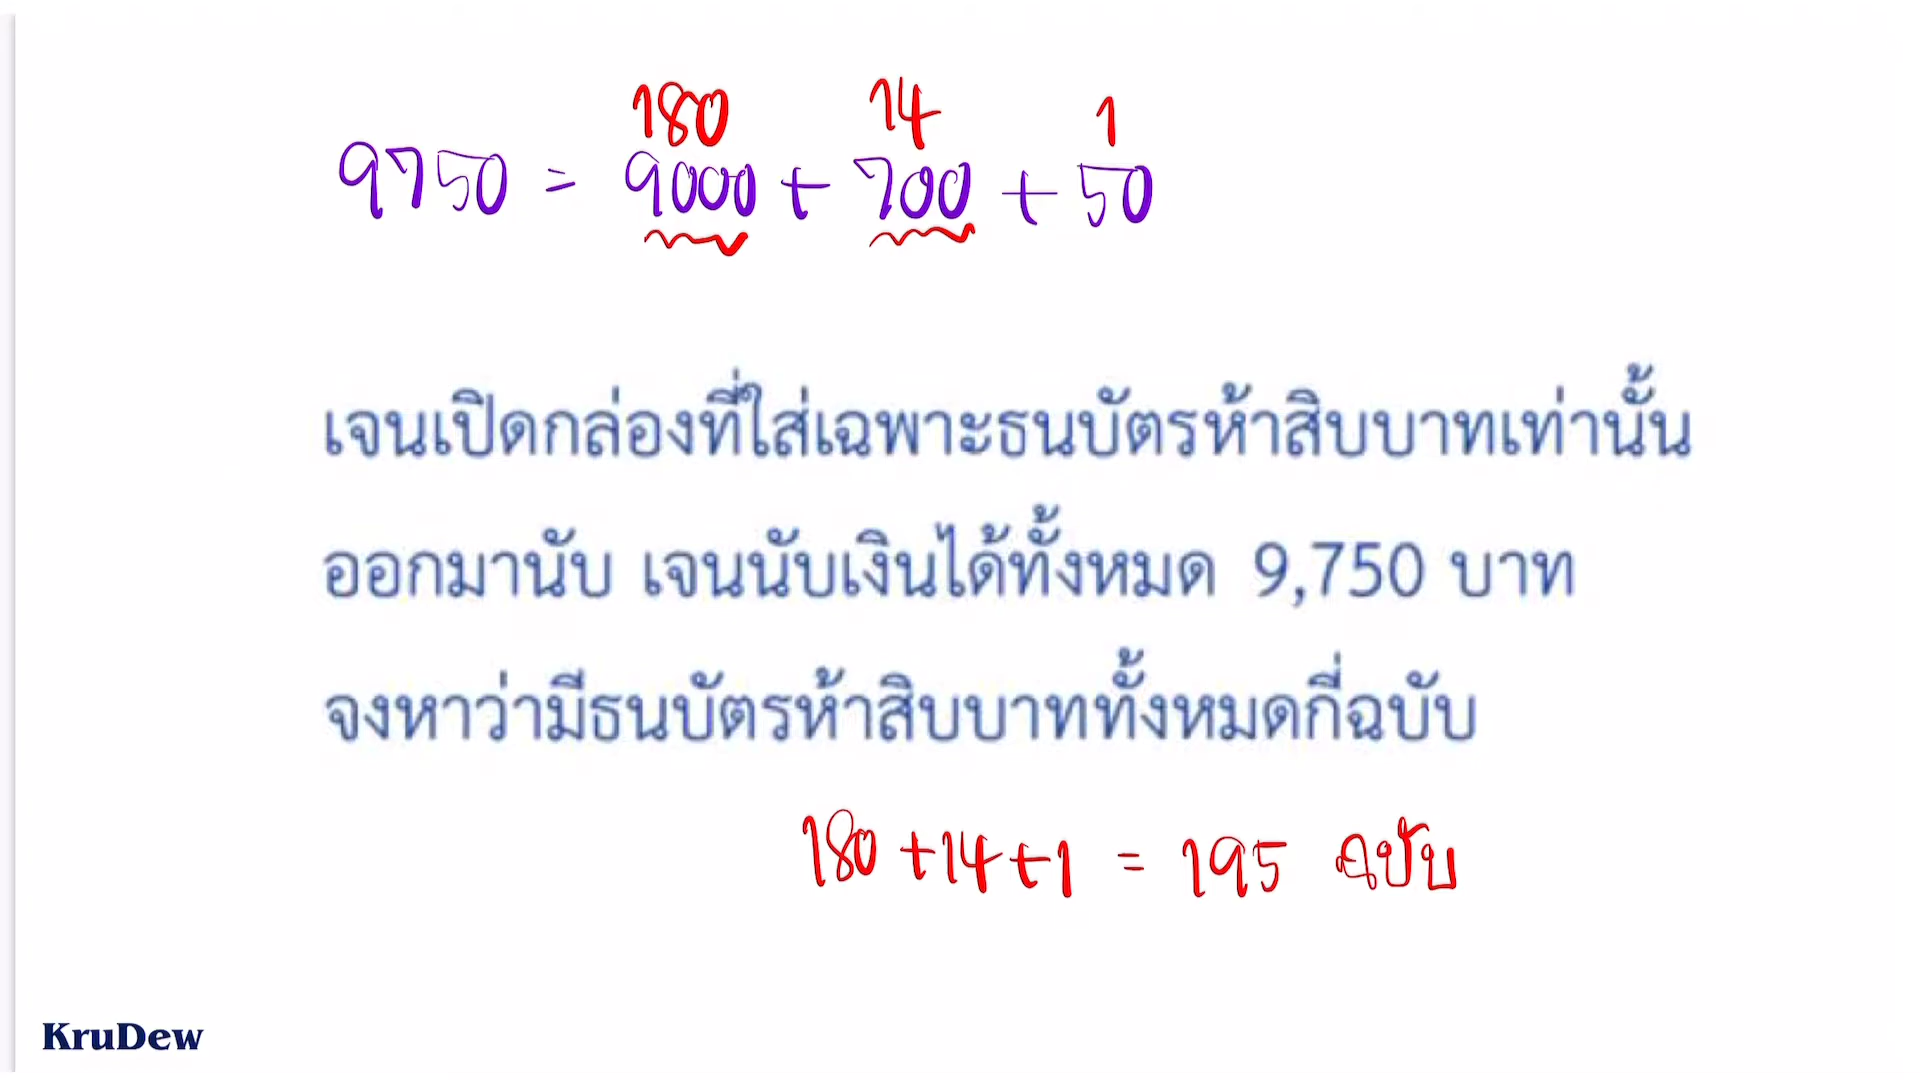 180 14 1
9750 = 9000 + 700 + 50
เจนเปิดกล่องที่ใส่เฉพาะธนบัตรห้าสิบบาทเท่านั้น
ออกมานับ เจนนับเงินได้ทั้งหมด 9,750 บาท
จงหาว่ามีธนบัตรห้าสิบบาททั้งหมดกี่ฉบับ
180 + 14 + 1 = 195 ฉบับ
KruDew